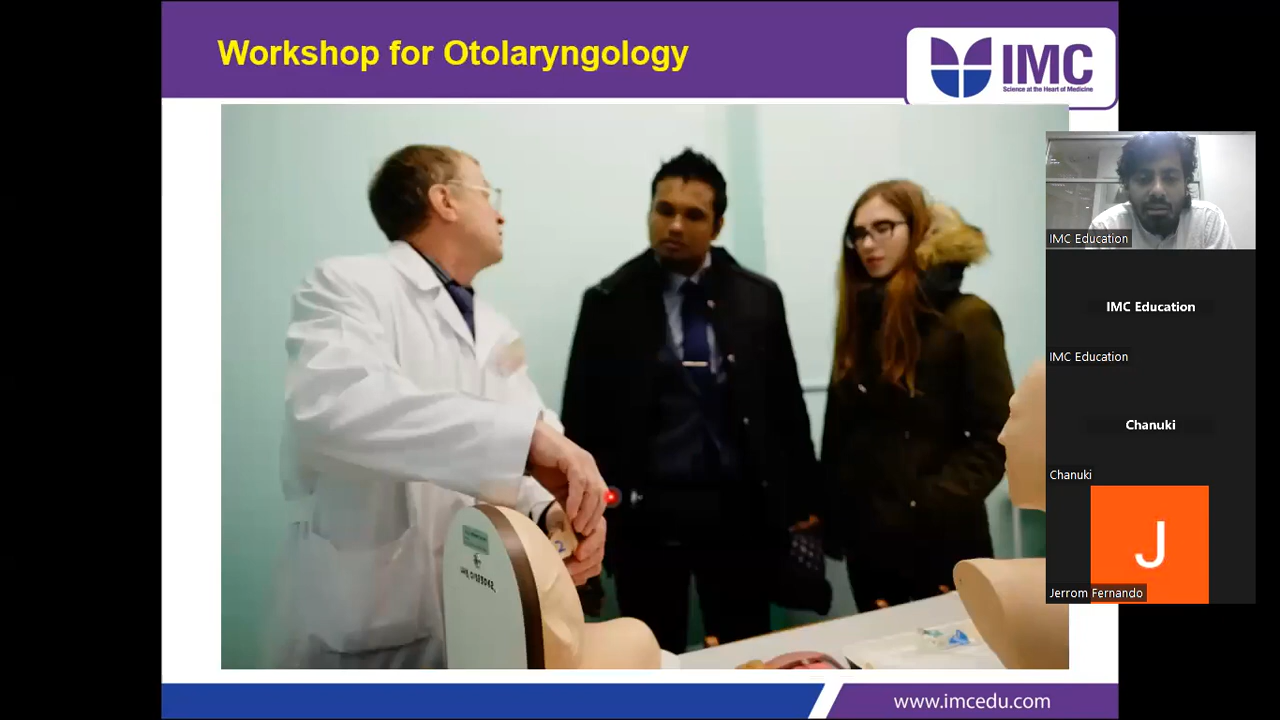 Workshop for Otolaryngology
IMC
Science at the Heart of Medicine
IMC Education
IMC Education
IMC Education
Chanuki
Chanuki
J
Jerrom Fernando
www.imcedu.com